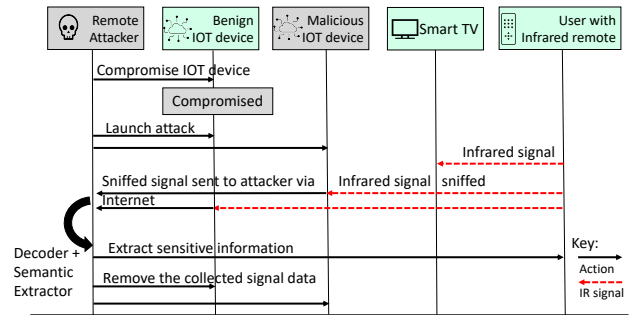 Remote
Attacker
Benign
IOT device
Malicious
IOT device
Smart TV
User with
Infrared remote
Compromise IOT device
Compromised
Launch attack
Infrared signal
Sniffed signal sent to attacker via
Infrared signal sniffed
Internet
Extract sensitive information
Key:
Decoder +
Semantic
Extractor
Action
Remove the collected signal data
IR signal